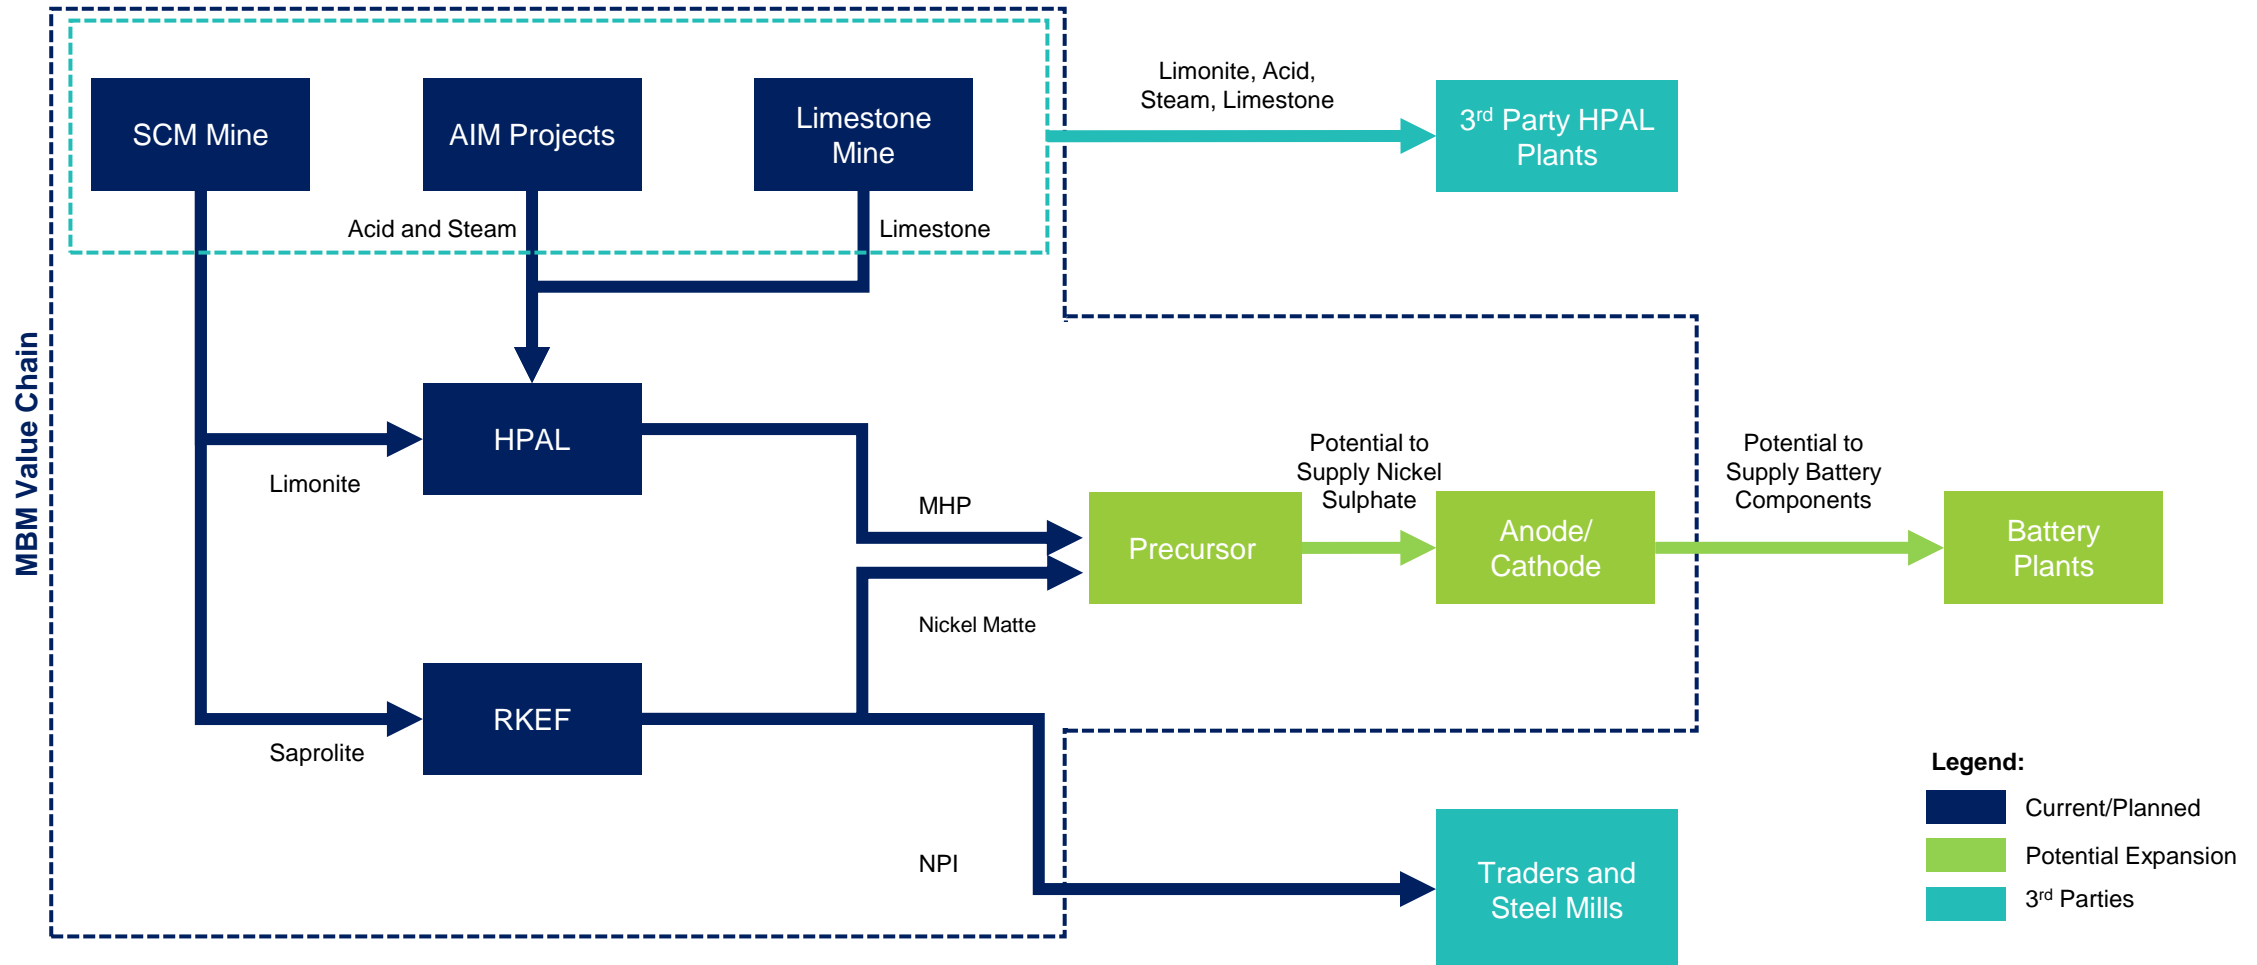 MBM Value Chain
SCM Mine
AIM Projects
Limestone
Mine
Limonite, Acid,
Steam, Limestone
3rd Party HPAL
Plants
Acid and Steam
Limestone
HPAL
Limonite
MHP
Precursor
Potential to
Supply Nickel
Sulphate
Anode/
Cathode
Potential to
Supply Battery
Components
Battery
Plants
Nickel Matte
RKEF
Saprolite
NPI
Traders and
Steel Mills
Legend:
Current/Planned
Potential Expansion
3rd Parties